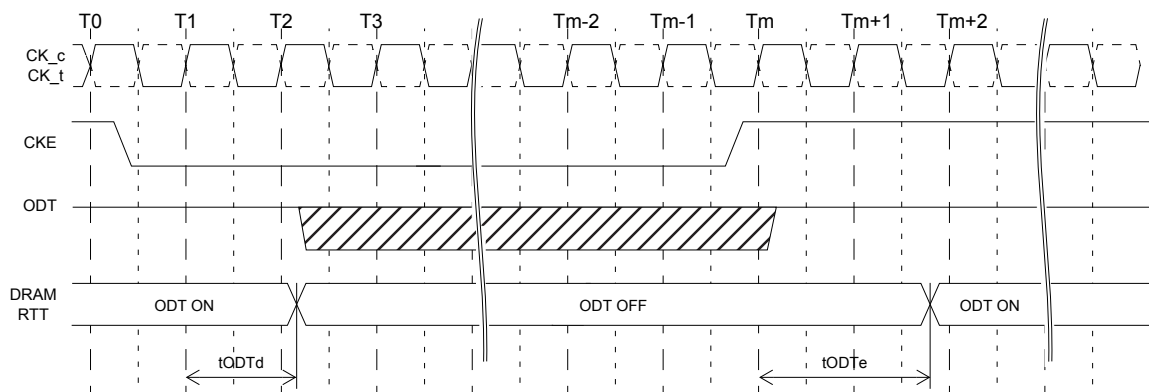 T0 T1 T2 T3 Tm-2 Tm-1 Tm Tm+1 Tm+2
CK_c
CK_t
CKE
ODT
DRAM
RTT
ODT ON ODT OFF ODT ON
tODTd tODTe